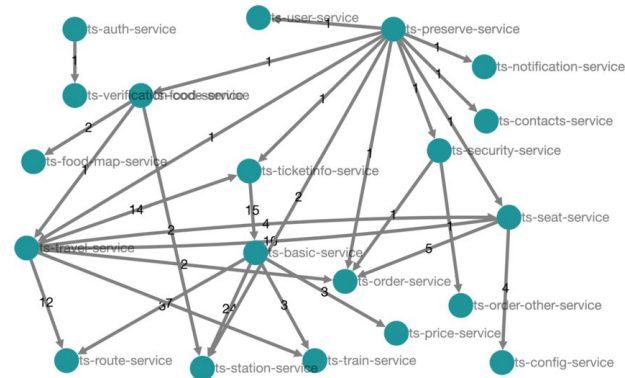 ts-user-service
ts-auth-service
ts-preserve-service
1
1
1
ts-notification-service
1
1
1
1
ts-verification-code-service
ts-food-service
ts-contacts-service
2
1
1
ts-security-service
1
ts-food-map-service
1
ts-ticketinfo-service
2
14
15
1
4
ts-seat-service
2
1
10
5
ts-travel-service
ts-basic-service
2
ts-order-service
4
3
12
3
ts-order-other-service
ts-price-service
ts-route-service
ts-station-service
ts-train-service
ts-config-service